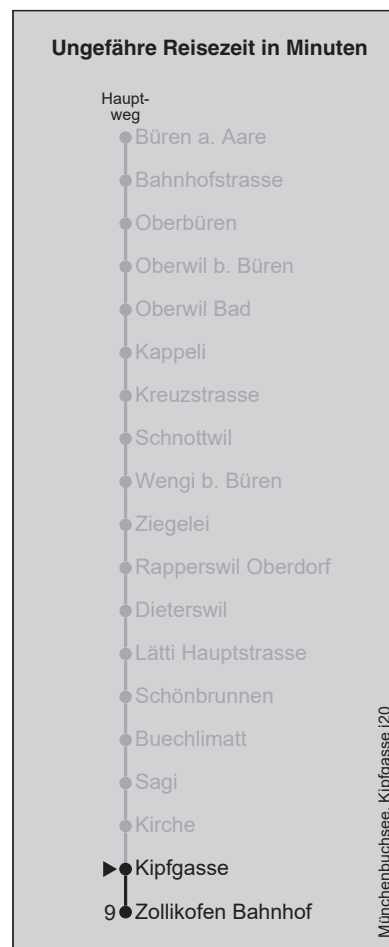 Ungefähre Reisezeit in Minuten
Haupt-
weg
Büren a. Aare
Bahnhofstrasse
Oberbüren
Oberwil b. Büren
Oberwil Bad
Kappeli
Kreuzstrasse
Schnottwil
Wengi b. Büren
Ziegelei
Rapperswil Oberdorf
Dieterswil
Lätti Hauptstrasse
Schönbrunnen
Buechlimatt
Sagi
Kirche
Kipfgasse
9 Zollikofen Bahnhof
Münchenbuchsee, Kipfgasse j20